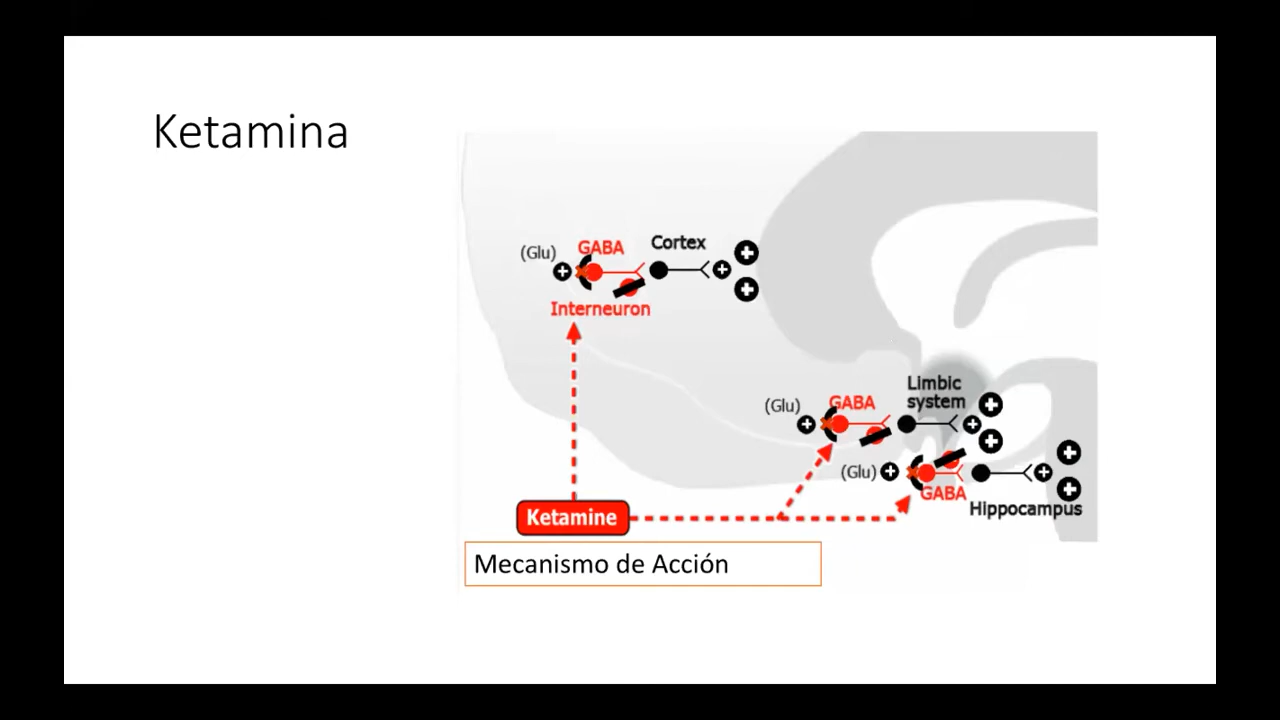 Ketamina
(Glu)
GABA
Cortex
Interneuron
Limbic
system
(Glu)
GABA
(Glu)
GABA
Hippocampus
Ketamine
Mecanismo de Acción